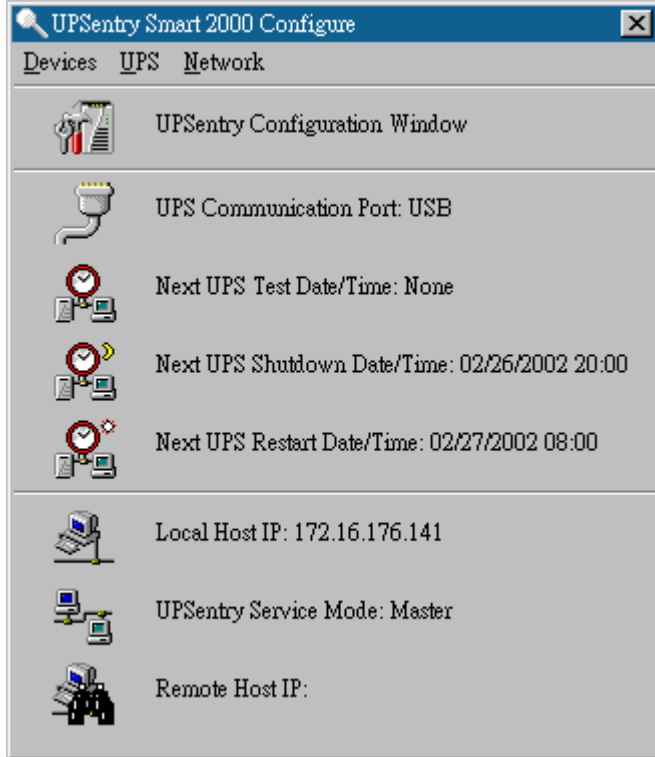 UPSentry Smart 2000 Configure
Devices UPS Network
UPSentry Configuration Window
UPS Communication Port: USB
Next UPS Test Date/Time: None
Next UPS Shutdown Date/Time: 02/26/2002 20:00
Next UPS Restart Date/Time: 02/27/2002 08:00
Local Host IP: 172.16.176.141
UPSentry Service Mode: Master
Remote Host IP: